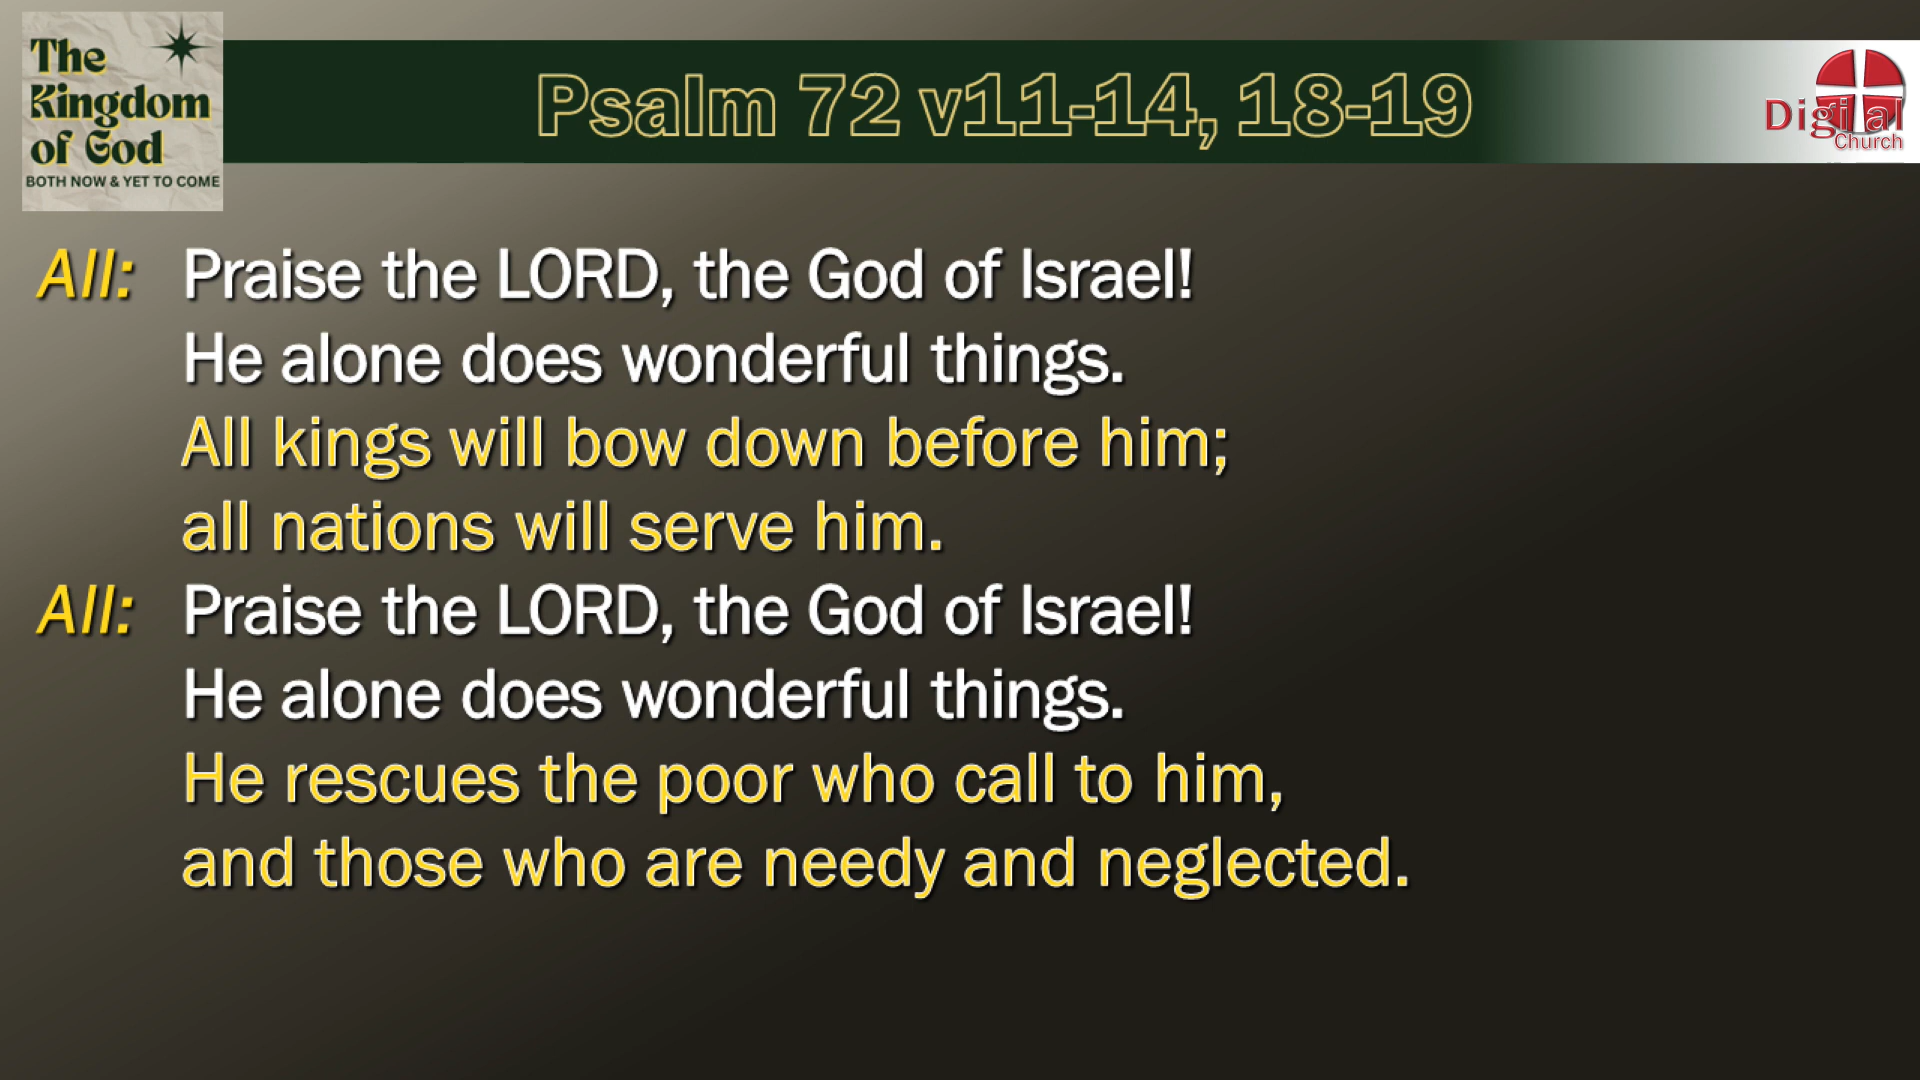 The
Kingdom
of God
BOTH NOW & YET TO COME
Psalm 72 v11-14, 18-19
Digital
Church
All: Praise the LORD, the God of Israel!
He alone does wonderful things.
All kings will bow down before him;
all nations will serve him.
All: Praise the LORD, the God of Israel!
He alone does wonderful things.
He rescues the poor who call to him,
and those who are needy and neglected.